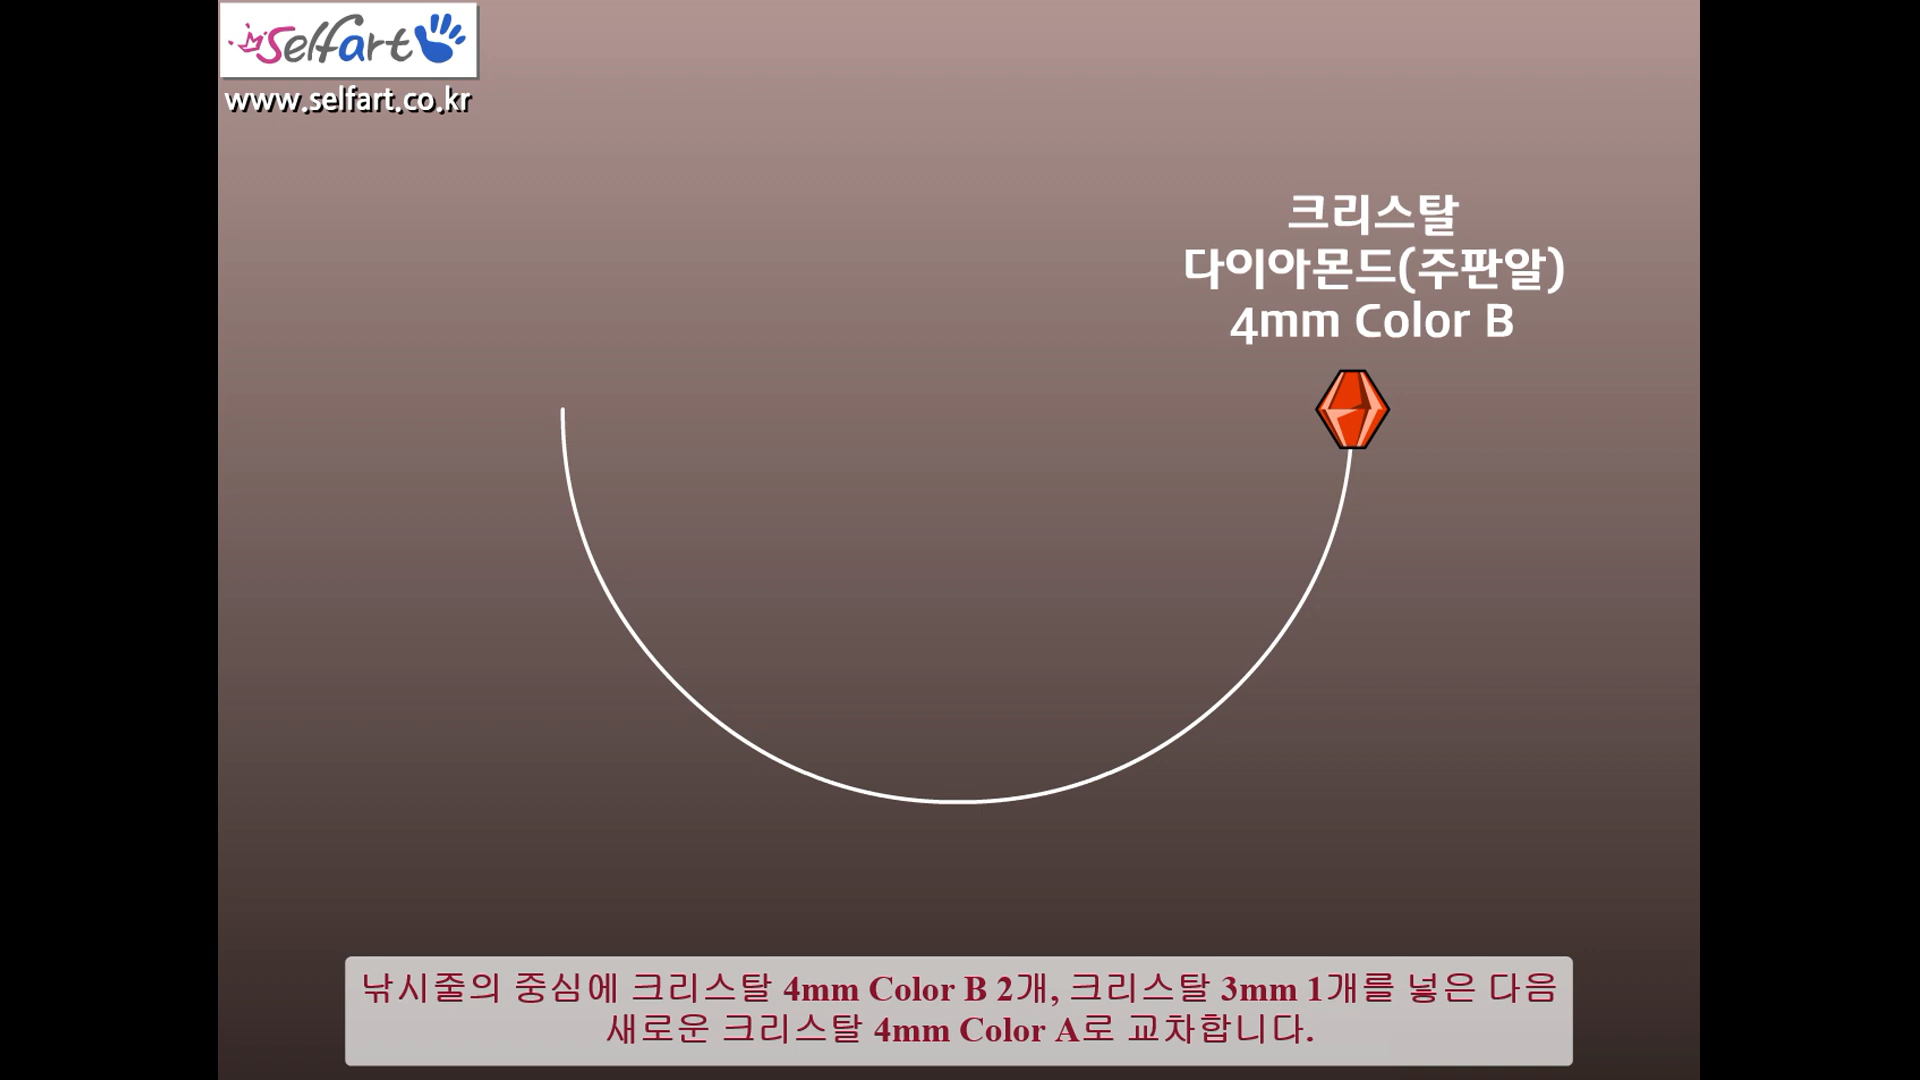 Selfart
www.selfart.co.kr
크리스탈
다이아몬드(주판알)
4mm Color B
낚시줄의 중심에 크리스탈 4mm Color B 2개, 크리스탈 3mm 1개를 넣은 다음
새로운 크리스탈 4mm Color A로 교차합니다.